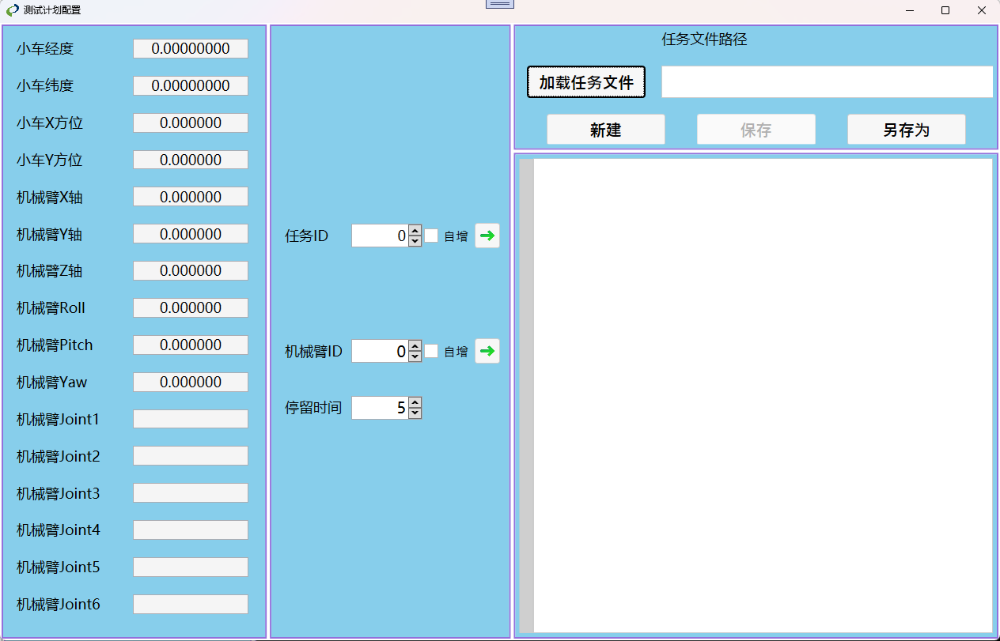 测试计划配置
小车经度 0.00000000
小车纬度 0.00000000
小车X方位 0.000000
小车Y方位 0.000000
机械臂X轴 0.000000
机械臂Y轴 0.000000
机械臂Z轴 0.000000
机械臂Roll 0.000000
机械臂Pitch 0.000000
机械臂Yaw 0.000000
机械臂Joint1
机械臂Joint2
机械臂Joint3
机械臂Joint4
机械臂Joint5
机械臂Joint6
任务ID 0 自增
机械臂ID 0 自增
停留时间 5
任务文件路径
加载任务文件
新建 保存 另存为